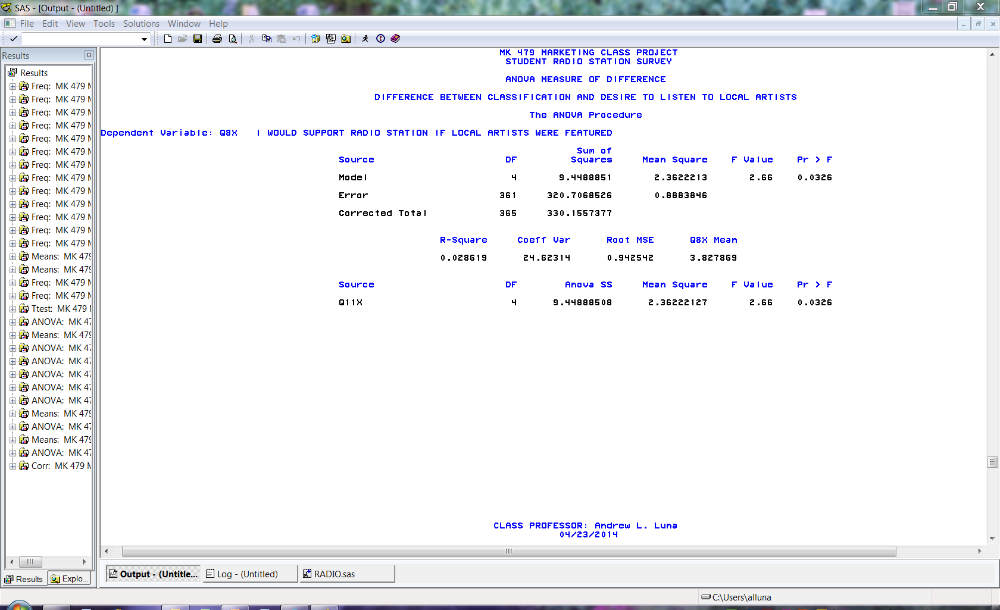 SAS - [Output - (Untitled) ]
File Edit View Tools Solutions Window Help
Results
Results
Freq: MK 479 M
Freq: MK 479 M
Freq: MK 479 M
Freq: MK 479 M
Freq: MK 479 M
Freq: MK 479 M
Freq: MK 479 M
Freq: MK 479 M
Freq: MK 479 M
Freq: MK 479 M
Freq: MK 479 M
Freq: MK 479 M
Freq: MK 479 M
Means: MK 479
Means: MK 479
Freq: MK 479 M
Freq: MK 479 M
Ttest: MK 479 M
ANOVA: MK 47
Means: MK 479
ANOVA: MK 47
ANOVA: MK 47
ANOVA: MK 47
ANOVA: MK 47
ANOVA: MK 47
Means: MK 479
ANOVA: MK 47
Means: MK 479
ANOVA: MK 47
Corr: MK 479 M
Results Explo...
MK 479 MARKETING CLASS PROJECT
STUDENT RADIO STATION SURVEY
ANOVA MEASURE OF DIFFERENCE
DIFFERENCE BETWEEN CLASSIFICATION AND DESIRE TO LISTEN TO LOCAL ARTISTS
The ANOVA Procedure
Dependent Variable: Q8X I WOULD SUPPORT RADIO STATION IF LOCAL ARTISTS WERE FEATURED
Sum of
Source DF Squares Mean Square F Value Pr > F
Model 4 9.4488851 2.3622213 2.66 0.0326
Error 361 320.7068526 0.8883846
Corrected Total 365 330.1557377
R-Square Coeff Var Root MSE Q8X Mean
0.028619 24.62314 0.942542 3.827869
Source DF Anova SS Mean Square F Value Pr > F
Q11X 4 9.44888508 2.36222127 2.66 0.0326
CLASS PROFESSOR: Andrew L. Luna
04/23/2014
Output - (Untitle... Log - (Untitled) RADIO.sas
C:\Users\alluna